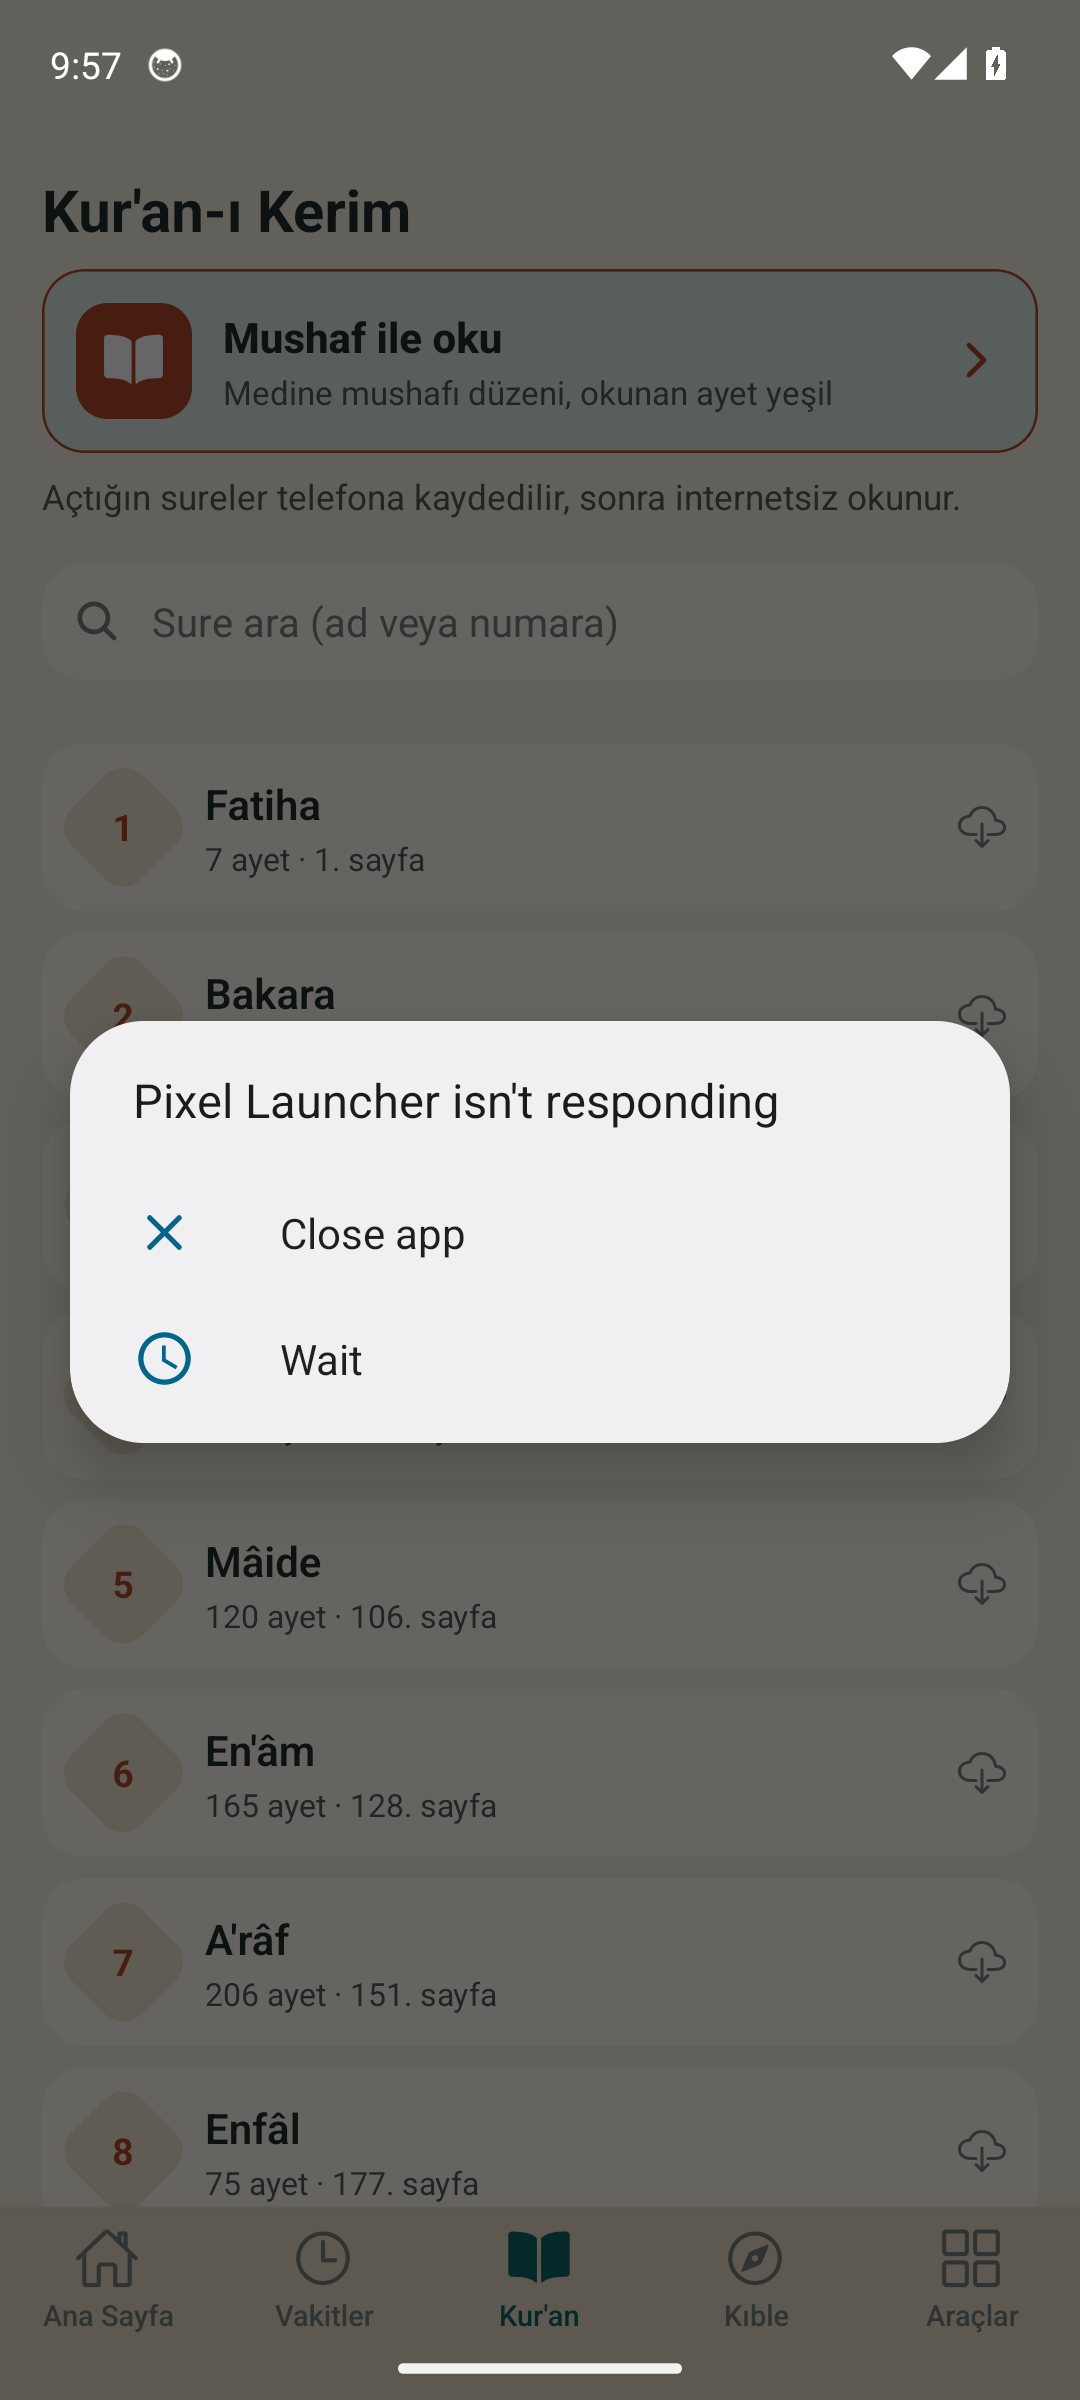 9:57
Kur'an-ı Kerim
Mushaf ile oku
Medine mushafı düzeni, okunan ayet yeşil
Açtığın sureler telefona kaydedilir, sonra internetsiz okunur.
Sure ara (ad veya numara)
1
Fatiha
7 ayet · 1. sayfa
2
Bakara
Pixel Launcher isn't responding
Close app
Wait
5
Mâide
120 ayet · 106. sayfa
6
En'âm
165 ayet · 128. sayfa
7
A'râf
206 ayet · 151. sayfa
8
Enfâl
75 ayet · 177. sayfa
Ana Sayfa
Vakitler
Kur'an
Kıble
Araçlar